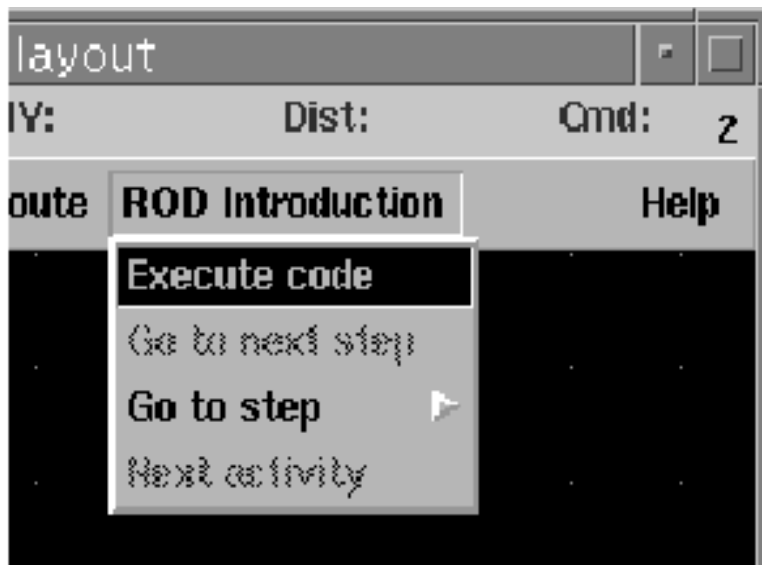 layout
IY: Dist: Cmd: 2
oute ROD Introduction Help
Execute code
Go to next step
Go to step
Next activity